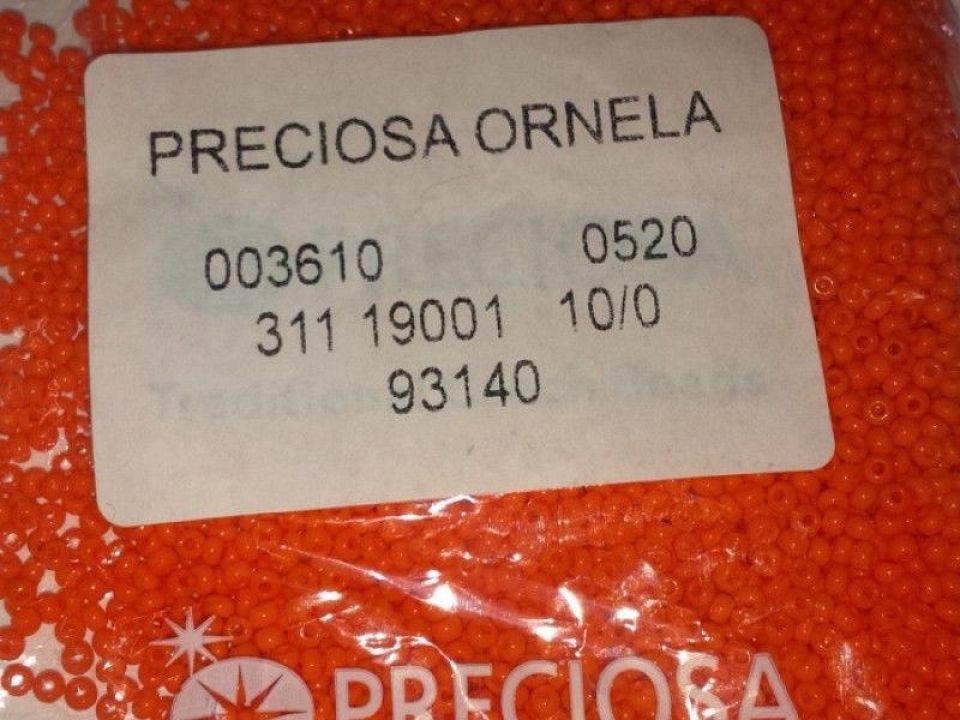 PRECIOSA ORNELA
003610 0520
311 19001 10/0
93140
PRECIOSA